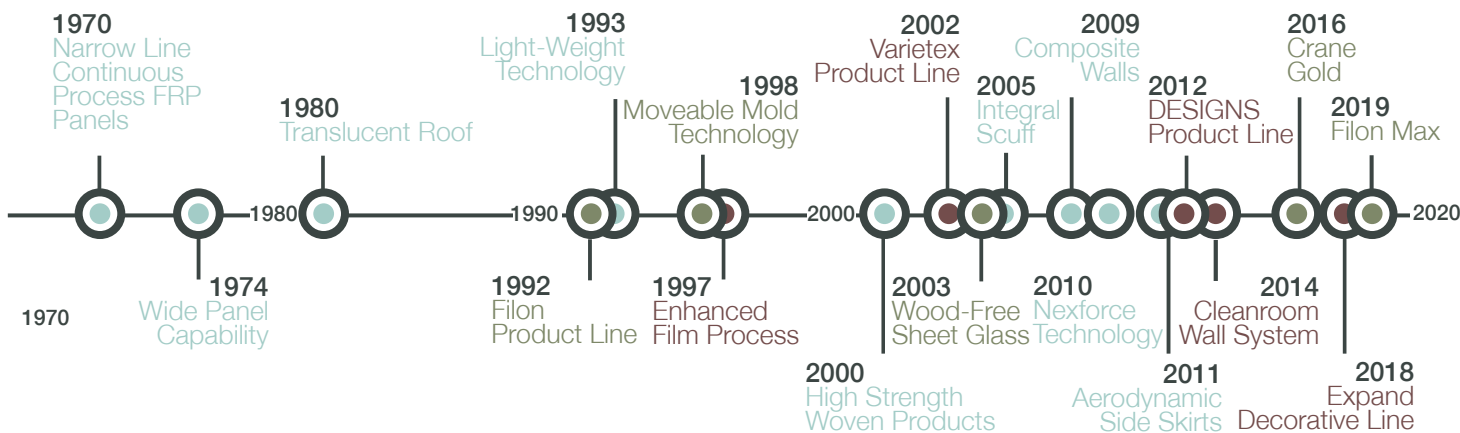 1970
Narrow Line
Continuous
Process FRP
Panels
1980
Translucent Roof
1993
Light-Weight
Technology
1998
Moveable Mold
Technology
2002
Varietex
Product Line
2005
Integral
Scuff
2009
Composite
Walls
2012
DESIGNS
Product Line
2016
Crane
Gold
2019
Filon Max
1980
1990
2000
2020
1970
1974
Wide Panel
Capability
1992
Filon
Product Line
1997
Enhanced
Film Process
2000
High Strength
Woven Products
2003
Wood-Free
Sheet Glass
2010
Nexforce
Technology
2011
Aerodynamic
Side Skirts
2014
Cleanroom
Wall System
2018
Expand
Decorative Line